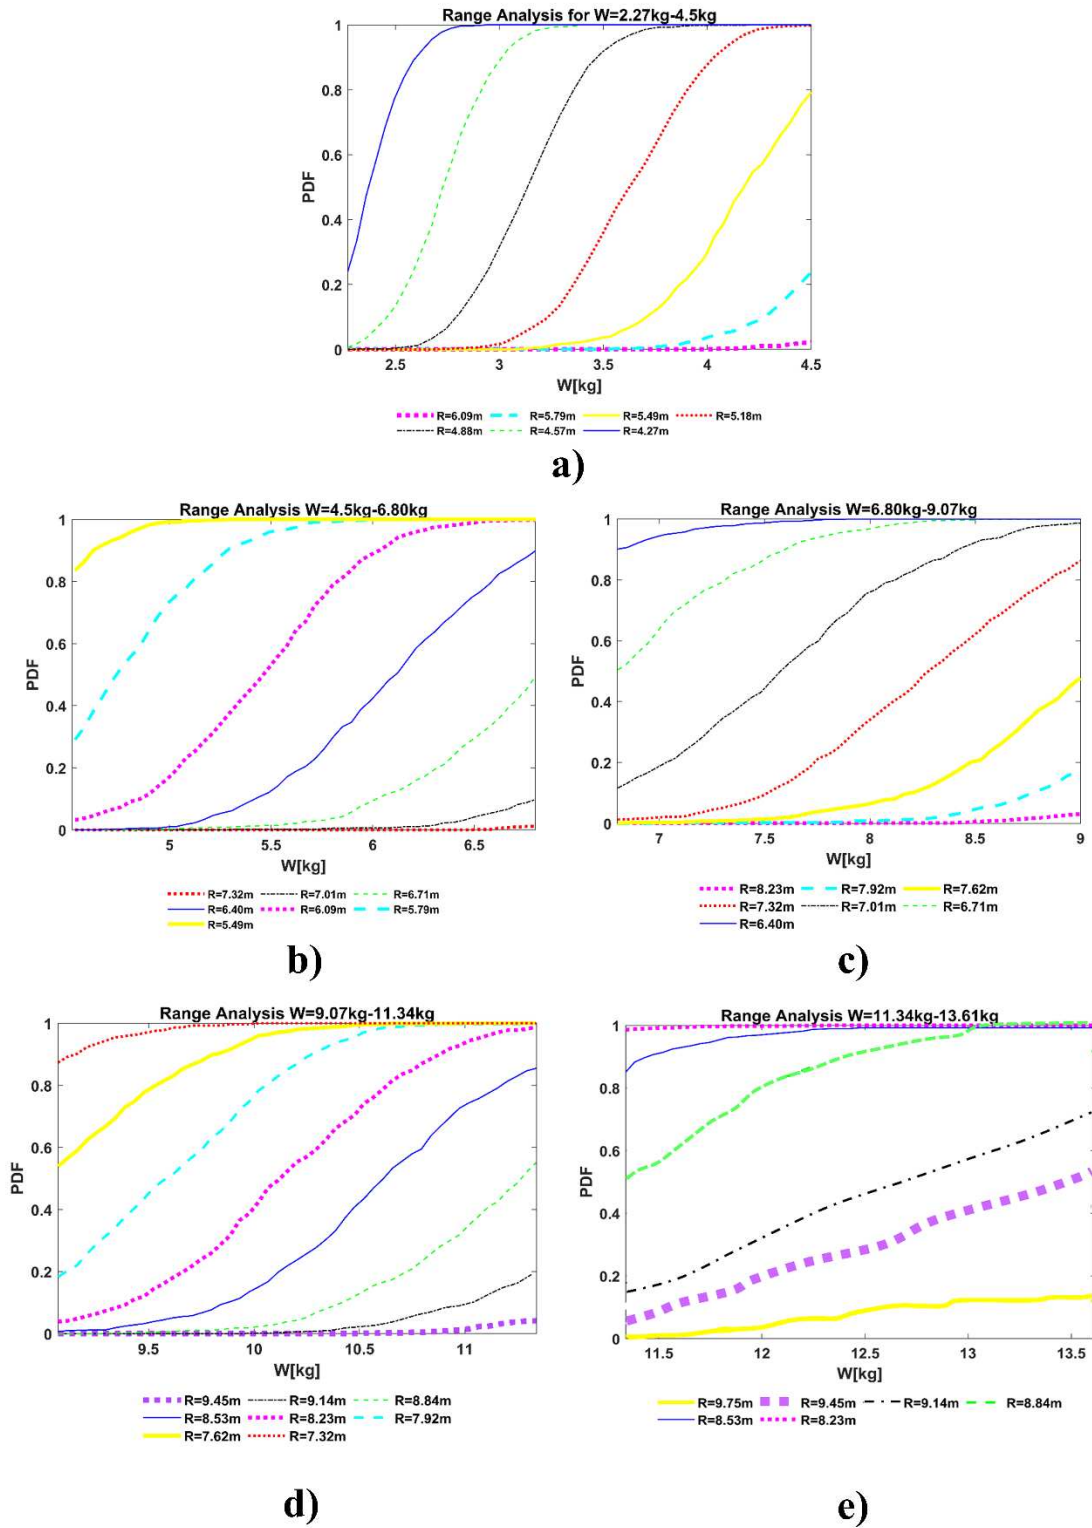 Range Analysis for W=2.27kg-4.5kg
1
0.8
0.6
0.4
0.2
0
PDF
2.5 3 3.5 4 4.5
W[kg]
R=6.09m R=5.79m R=5.49m R=5.18m
R=4.88m R=4.57m R=4.27m
a)
Range Analysis W=4.5kg-6.80kg
1
0.8
0.6
0.4
0.2
0
PDF
5 5.5 6 6.5
W[kg]
R=7.32m R=7.01m R=6.71m
R=6.40m R=6.09m R=5.79m
R=5.49m
b)
Range Analysis W=6.80kg-9.07kg
1
0.8
0.6
0.4
0.2
0
PDF
7 7.5 8 8.5 9
W[kg]
R=8.23m R=7.92m R=7.62m
R=7.32m R=7.01m R=6.71m
R=6.40m
c)
Range Analysis W=9.07kg-11.34kg
1
0.8
0.6
0.4
0.2
0
PDF
9.5 10 10.5 11
W[kg]
R=9.45m R=9.14m R=8.84m
R=8.53m R=8.23m R=7.92m
R=7.62m R=7.32m
d)
Range Analysis W=11.34kg-13.61kg
1
0.8
0.6
0.4
0.2
0
PDF
11.5 12 12.5 13 13.5
W[kg]
R=9.75m R=9.45m R=9.14m R=8.84m
R=8.53m R=8.23m
e)